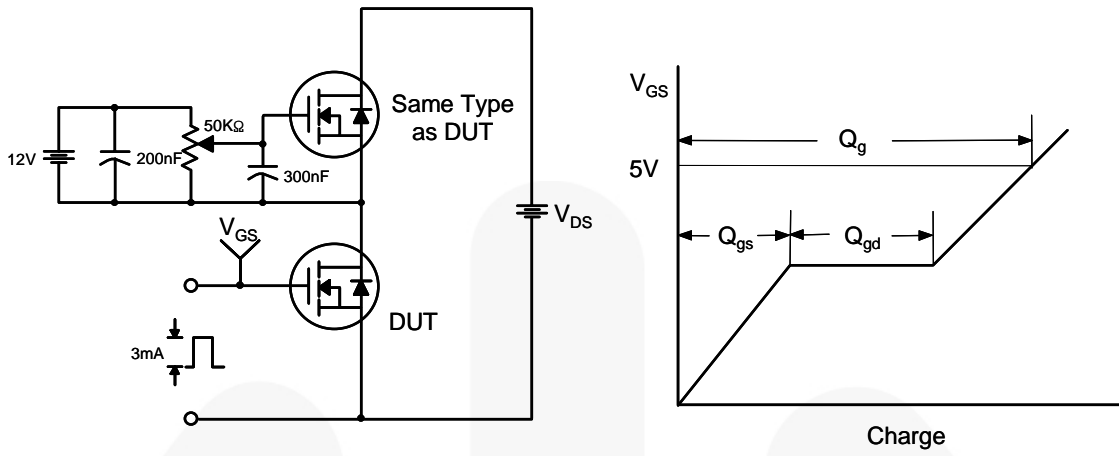 12V
200nF
50KΩ
300nF
Same Type
as DUT
V_GS
3mA
DUT
V_DS
V_GS
Q_g
5V
Q_gs
Q_gd
Charge